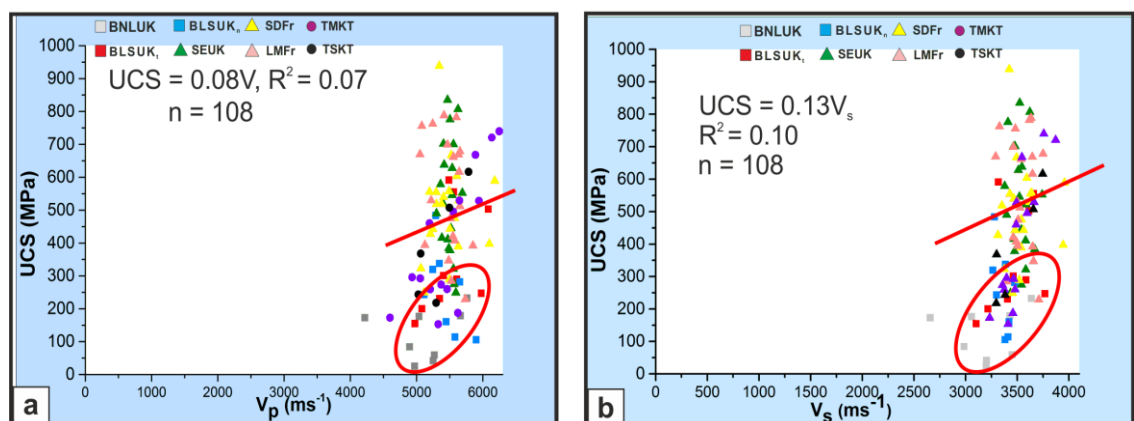 BNLUK BLSUKn SDFr TMKT
BLSUKt SEUK LMFr TSKT
UCS = 0.08V, R² = 0.07
n = 108
UCS (MPa)
1000
900
800
700
600
500
400
300
200
100
0
0 1000 2000 3000 4000 5000 6000
Vp (ms⁻¹)
a
BNLUK BLSUKn SDFr TMKT
BLSUKt SEUK LMFr TSKT
UCS = 0.13Vs
R² = 0.10
n = 108
UCS (MPa)
1000
900
800
700
600
500
400
300
200
100
0
0 500 1000 1500 2000 2500 3000 3500 4000
Vs (ms⁻¹)
b